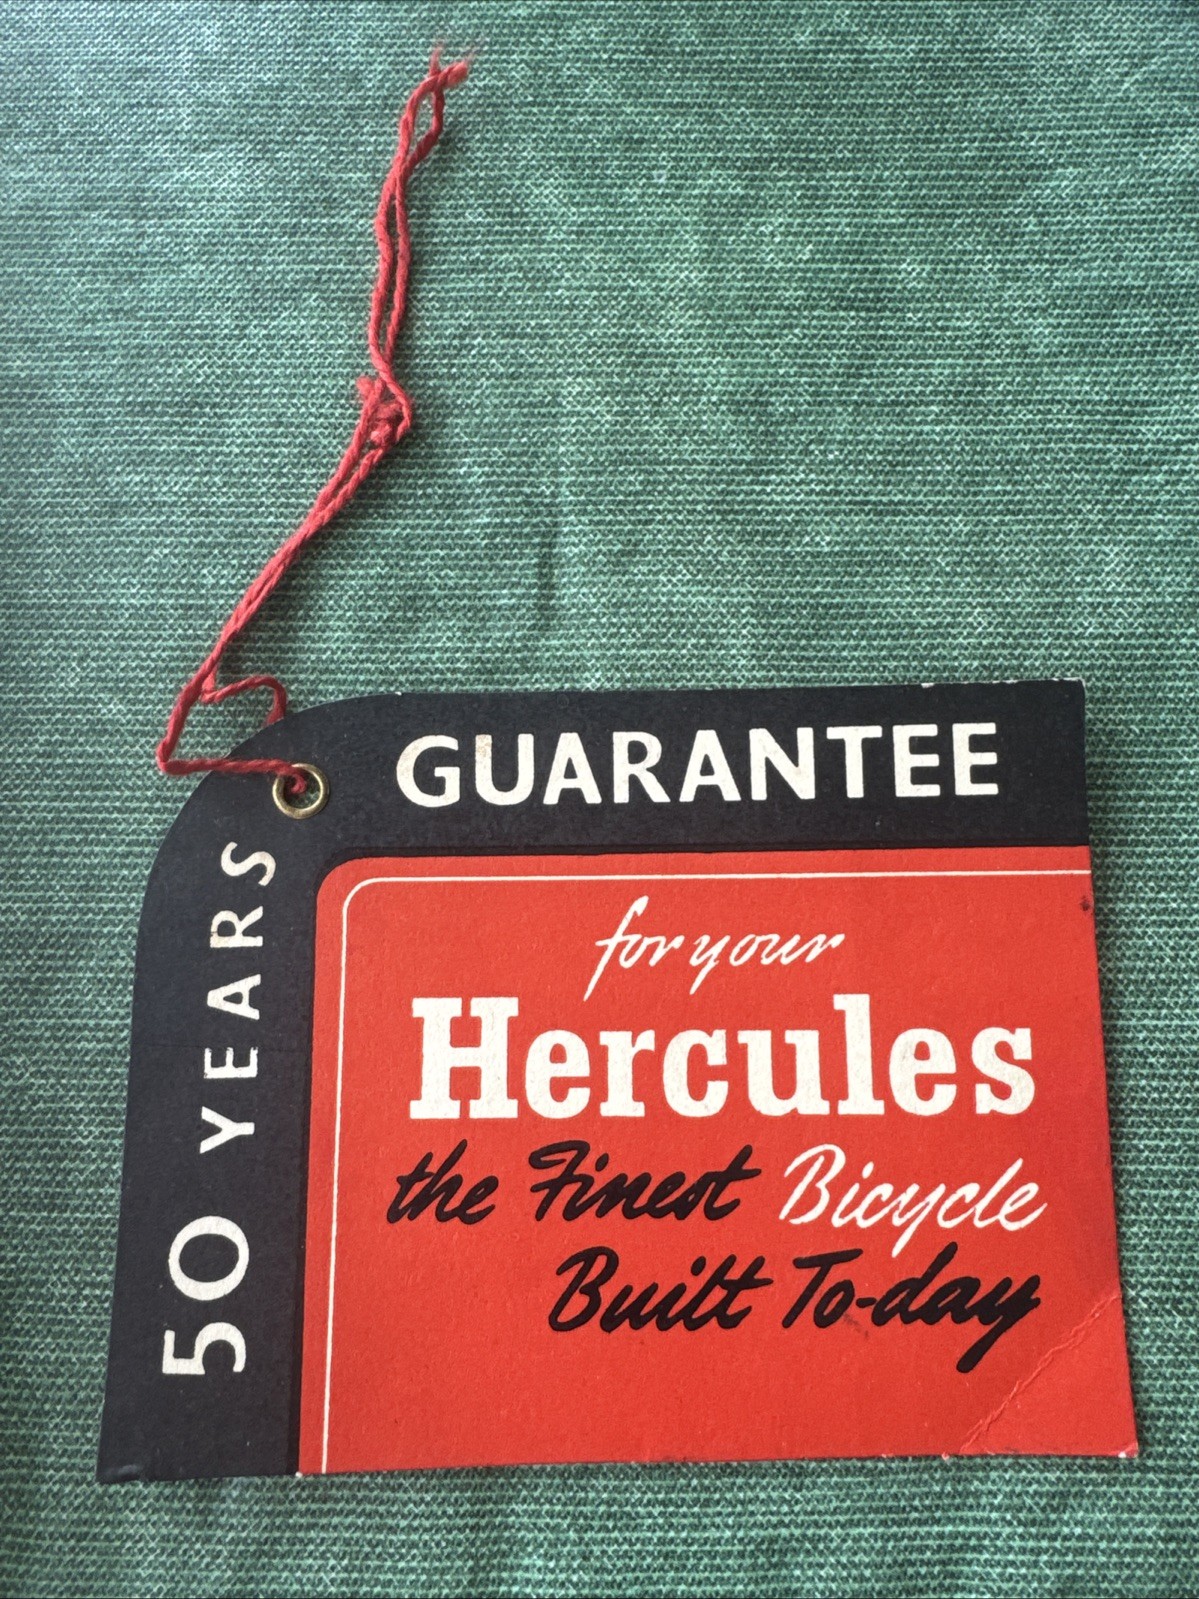 50 YEARS
GUARANTEE
for your
Hercules
the Finest Bicycle
Built To-day